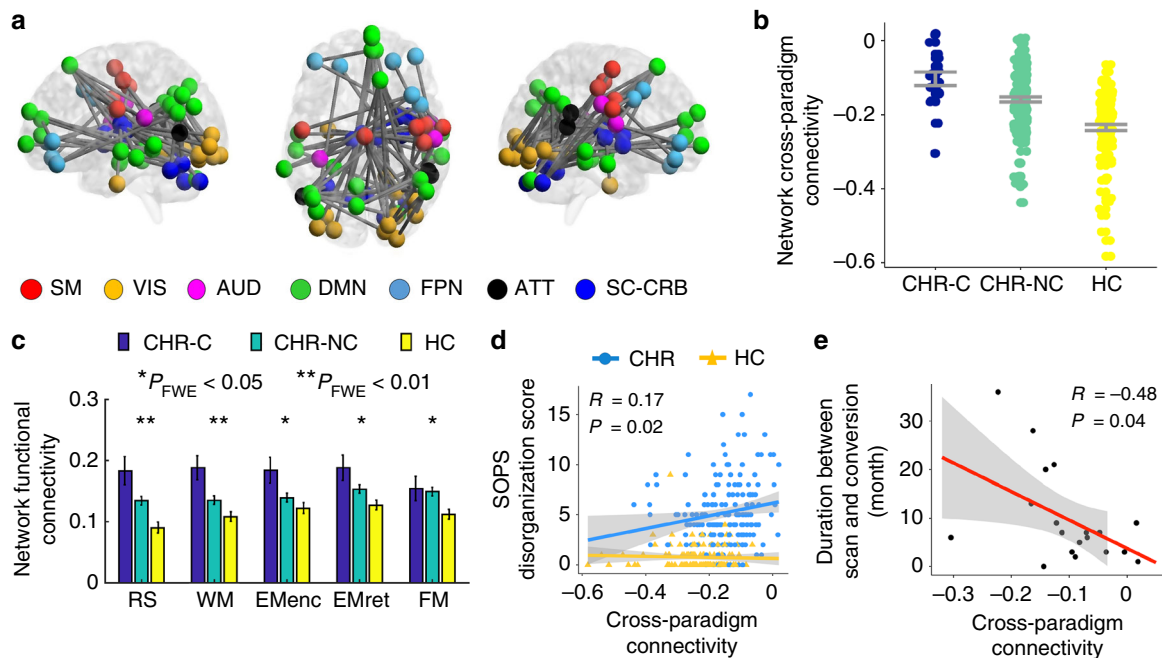 a
SM VIS AUD DMN FPN ATT SC-CRB
b
Network cross-paradigm
connectivity
0
−0.2
−0.4
−0.6
CHR-C CHR-NC HC
c
CHR-C CHR-NC HC
*P_FWE < 0.05 **P_FWE < 0.01
Network functional
connectivity
0.3
0.2
0.1
0
** ** * * *
RS WM EMenc EMret FM
d
CHR HC
R = 0.17
P = 0.02
SOPS
disorganization score
15
10
5
0
−0.6 −0.4 −0.2 0
Cross-paradigm
connectivity
e
R = −0.48
P = 0.04
Duration between
scan and conversion
(month)
30
20
10
0
−0.3 −0.2 −0.1 0
Cross-paradigm
connectivity